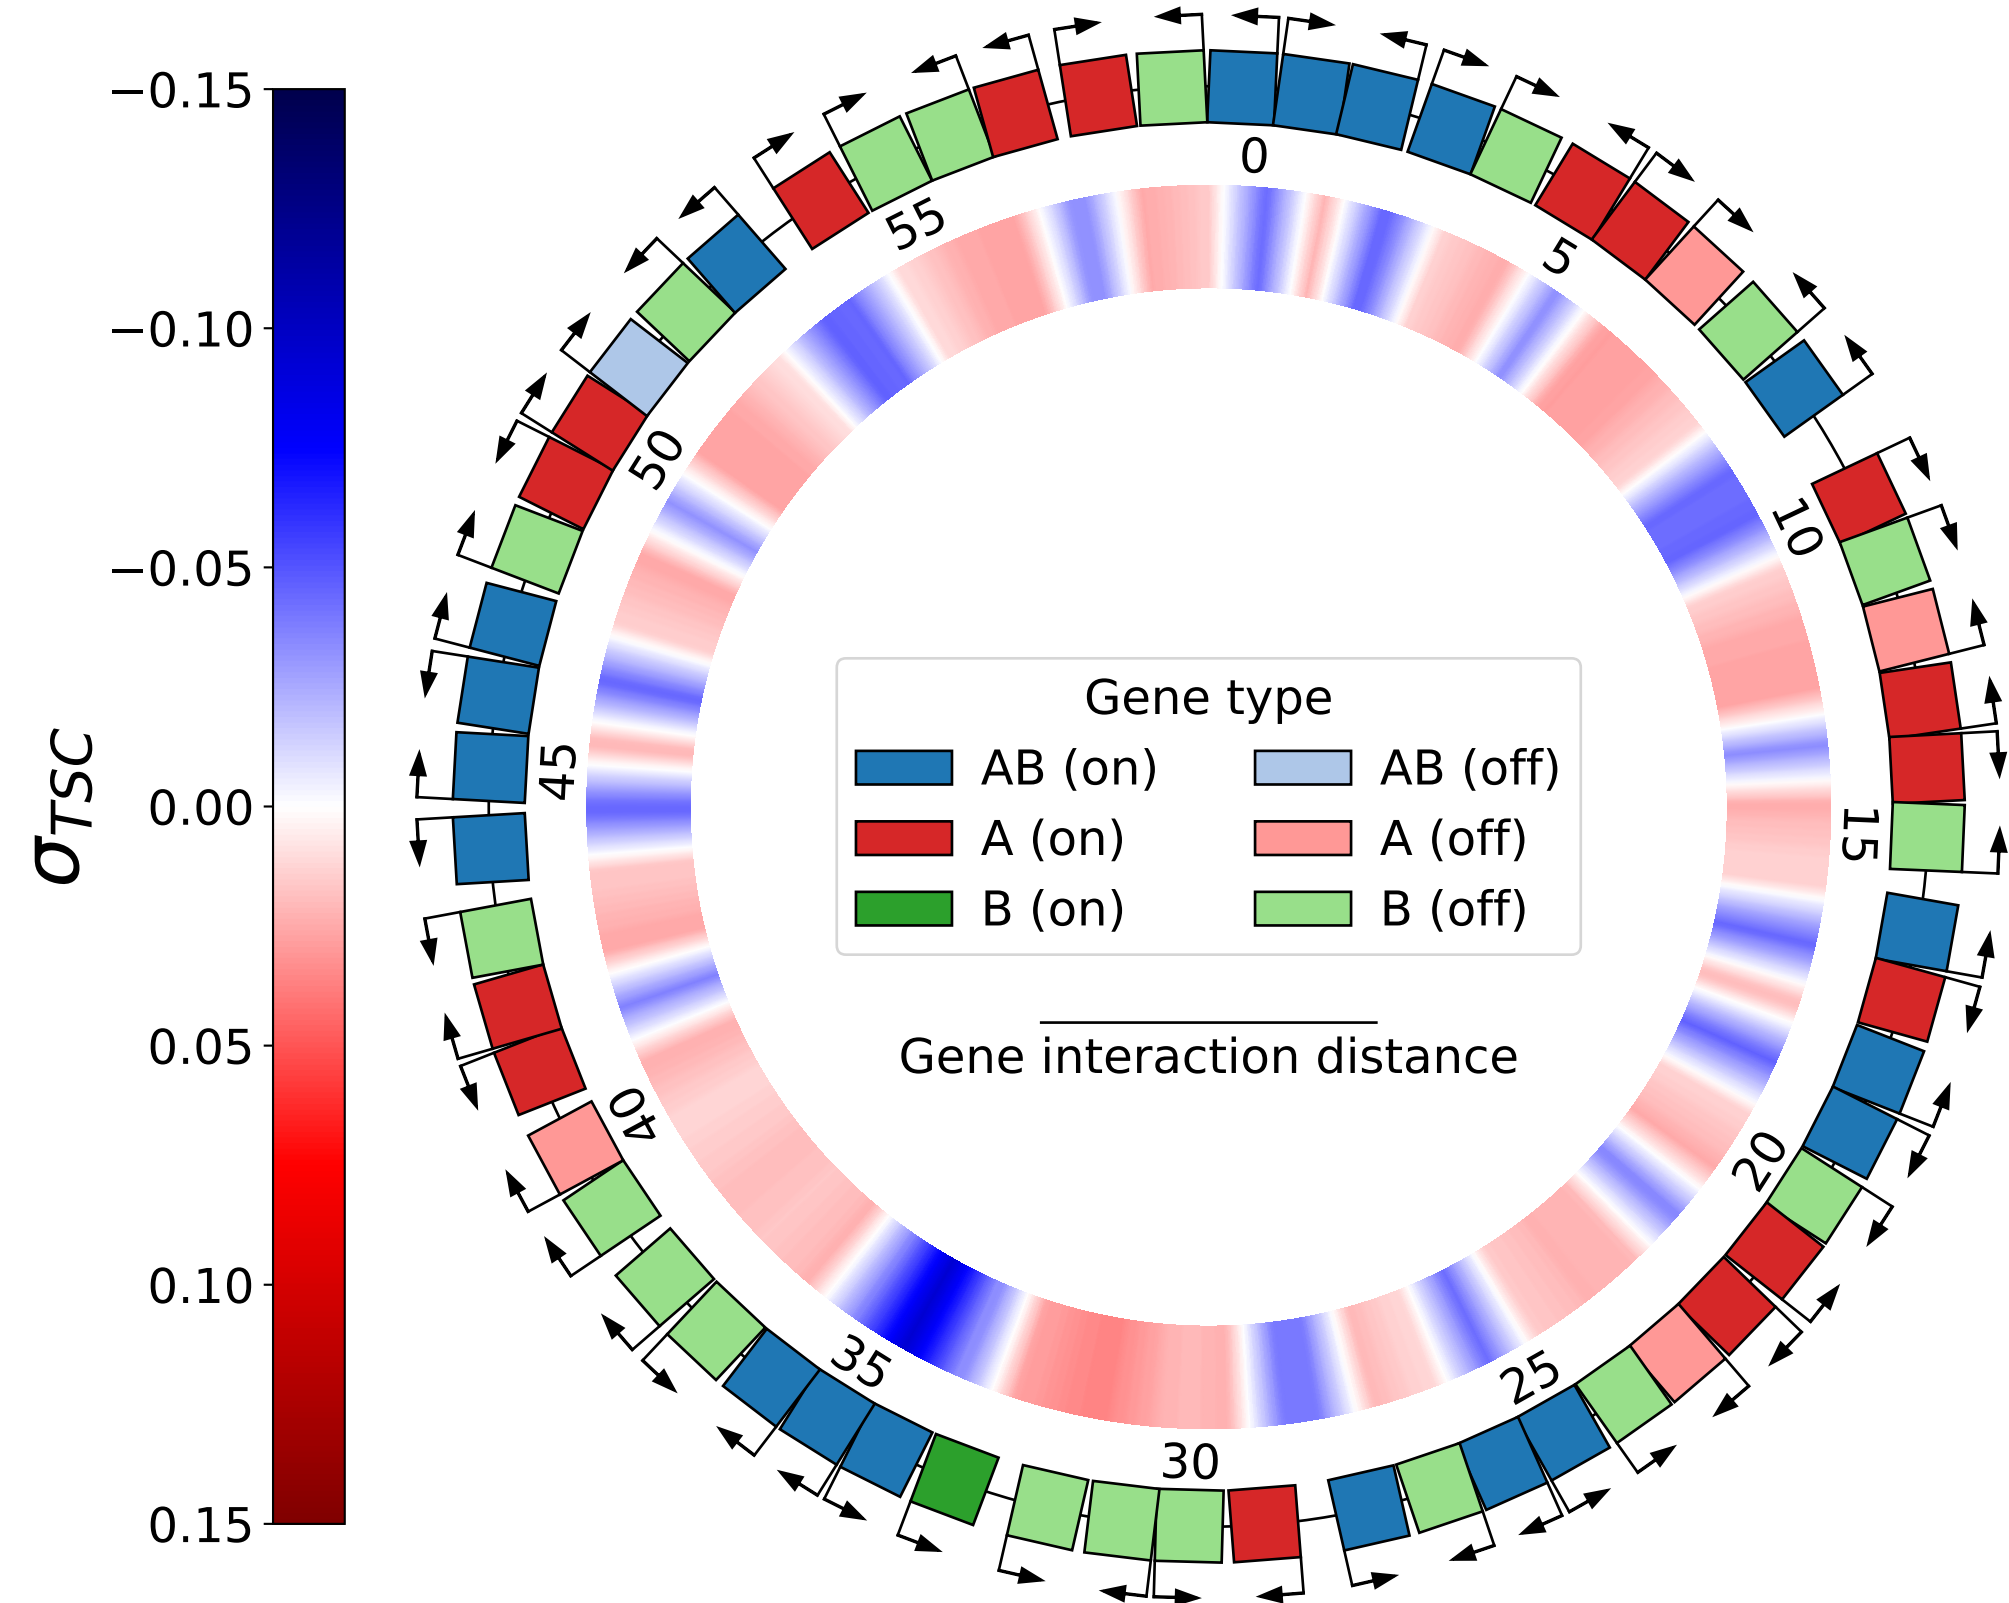 −0.15
−0.10
−0.05
0.00
0.05
0.10
0.15
σTSC
0
5
10
15
20
25
30
35
40
45
50
55
Gene type
AB (on)
AB (off)
A (on)
A (off)
B (on)
B (off)
Gene interaction distance